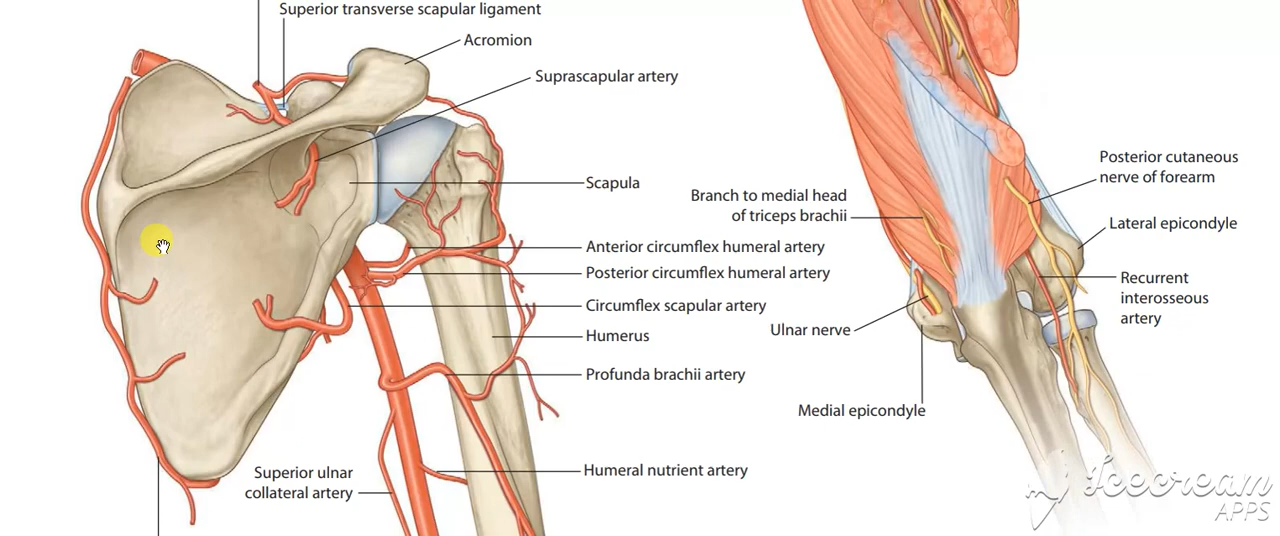 Superior transverse scapular ligament
Acromion
Suprascapular artery
Scapula
Anterior circumflex humeral artery
Posterior circumflex humeral artery
Circumflex scapular artery
Humerus
Profunda brachii artery
Humeral nutrient artery
Superior ulnar
collateral artery
Branch to medial head
of triceps brachii
Ulnar nerve
Medial epicondyle
Posterior cutaneous
nerve of forearm
Lateral epicondyle
Recurrent
interosseous
artery
Icecream
APPS